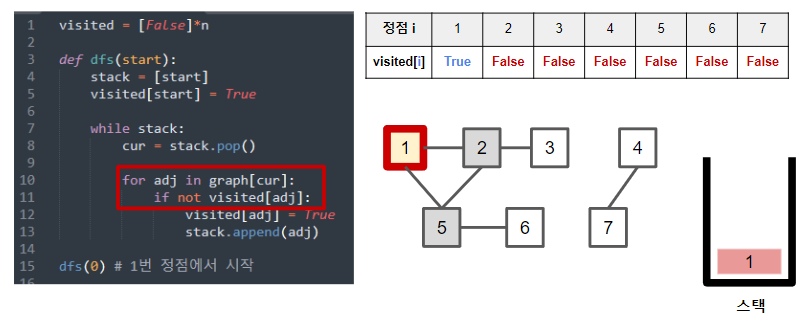 1 visited = [False]*n
2
3 def dfs(start):
4 stack = [start]
5 visited[start] = True
6
7 while stack:
8 cur = stack.pop()
9
10 for adj in graph[cur]:
11 if not visited[adj]:
12 visited[adj] = True
13 stack.append(adj)
14
15 dfs(0) # 1번 정점에서 시작
정점 i 1 2 3 4 5 6 7
visited[i] True False False False False False False
1 2 3 4
5 6 7
1
스택